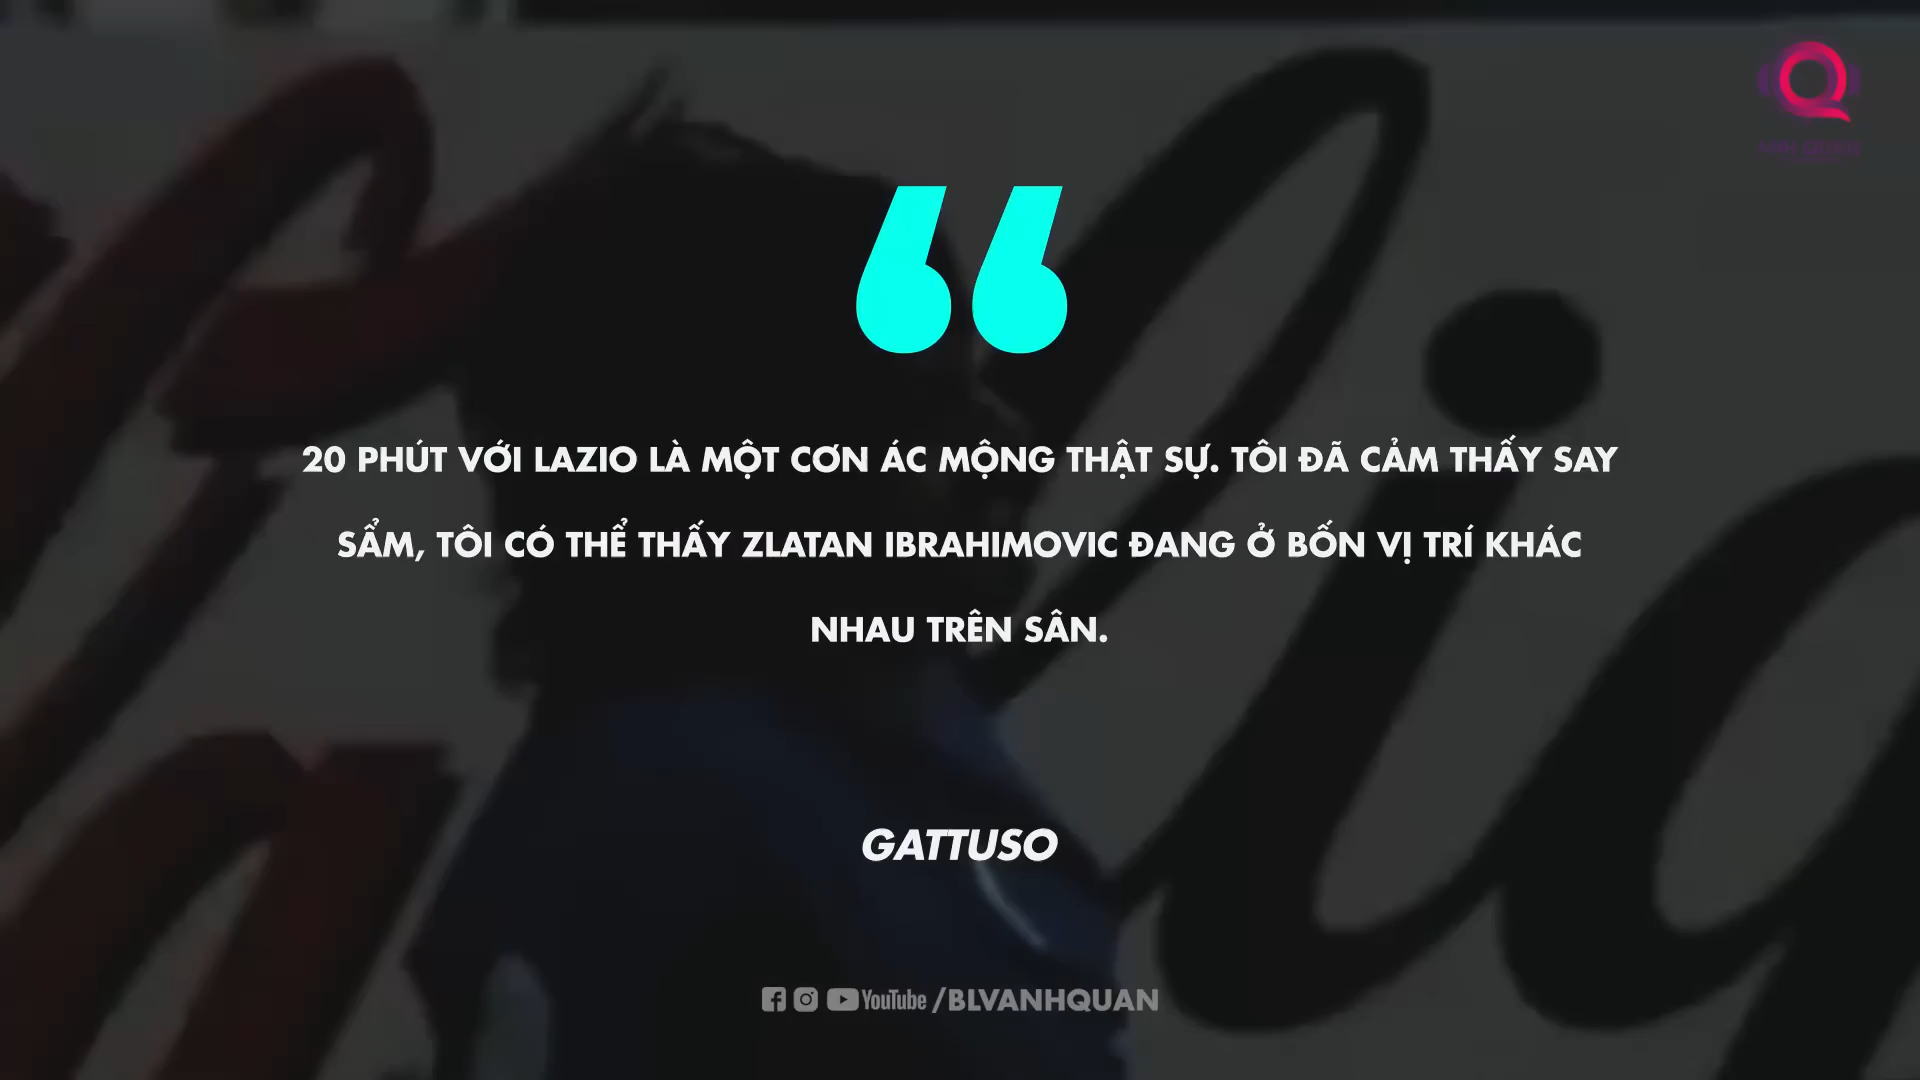 20 PHÚT VỚI LAZIO LÀ MỘT CƠN ÁC MỘNG THẬT SỰ. TÔI ĐÃ CẢM THẤY SAY
SẨM, TÔI CÓ THỂ THẤY ZLATAN IBRAHIMOVIC ĐANG Ở BỐN VỊ TRÍ KHÁC
NHAU TRÊN SÂN.
GATTUSO
YouTube /BLVANHQUAN